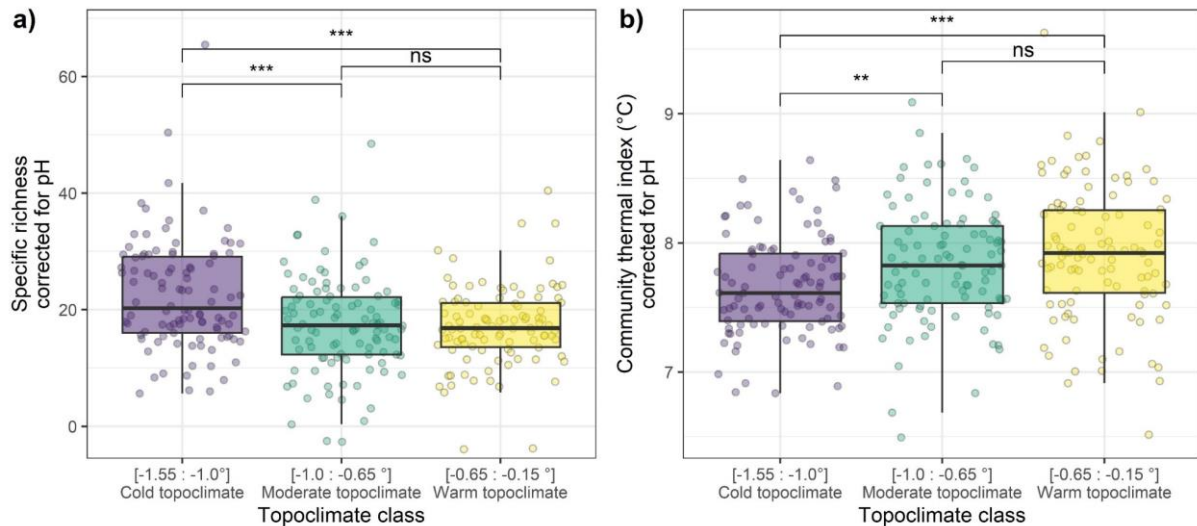 a)
Specific richness
corrected for pH
60
40
20
0
***
***
ns
[-1.55 : -1.0°]
Cold topoclimate
[-1.0 : -0.65 °]
Moderate topoclimate
[-0.65 : -0.15 °]
Warm topoclimate
Topoclimate class
b)
Community thermal index (°C)
corrected for pH
9
8
7
***
ns
**
[-1.55 : -1.0°]
Cold topoclimate
[-1.0 : -0.65 °]
Moderate topoclimate
[-0.65 : -0.15 °]
Warm topoclimate
Topoclimate class